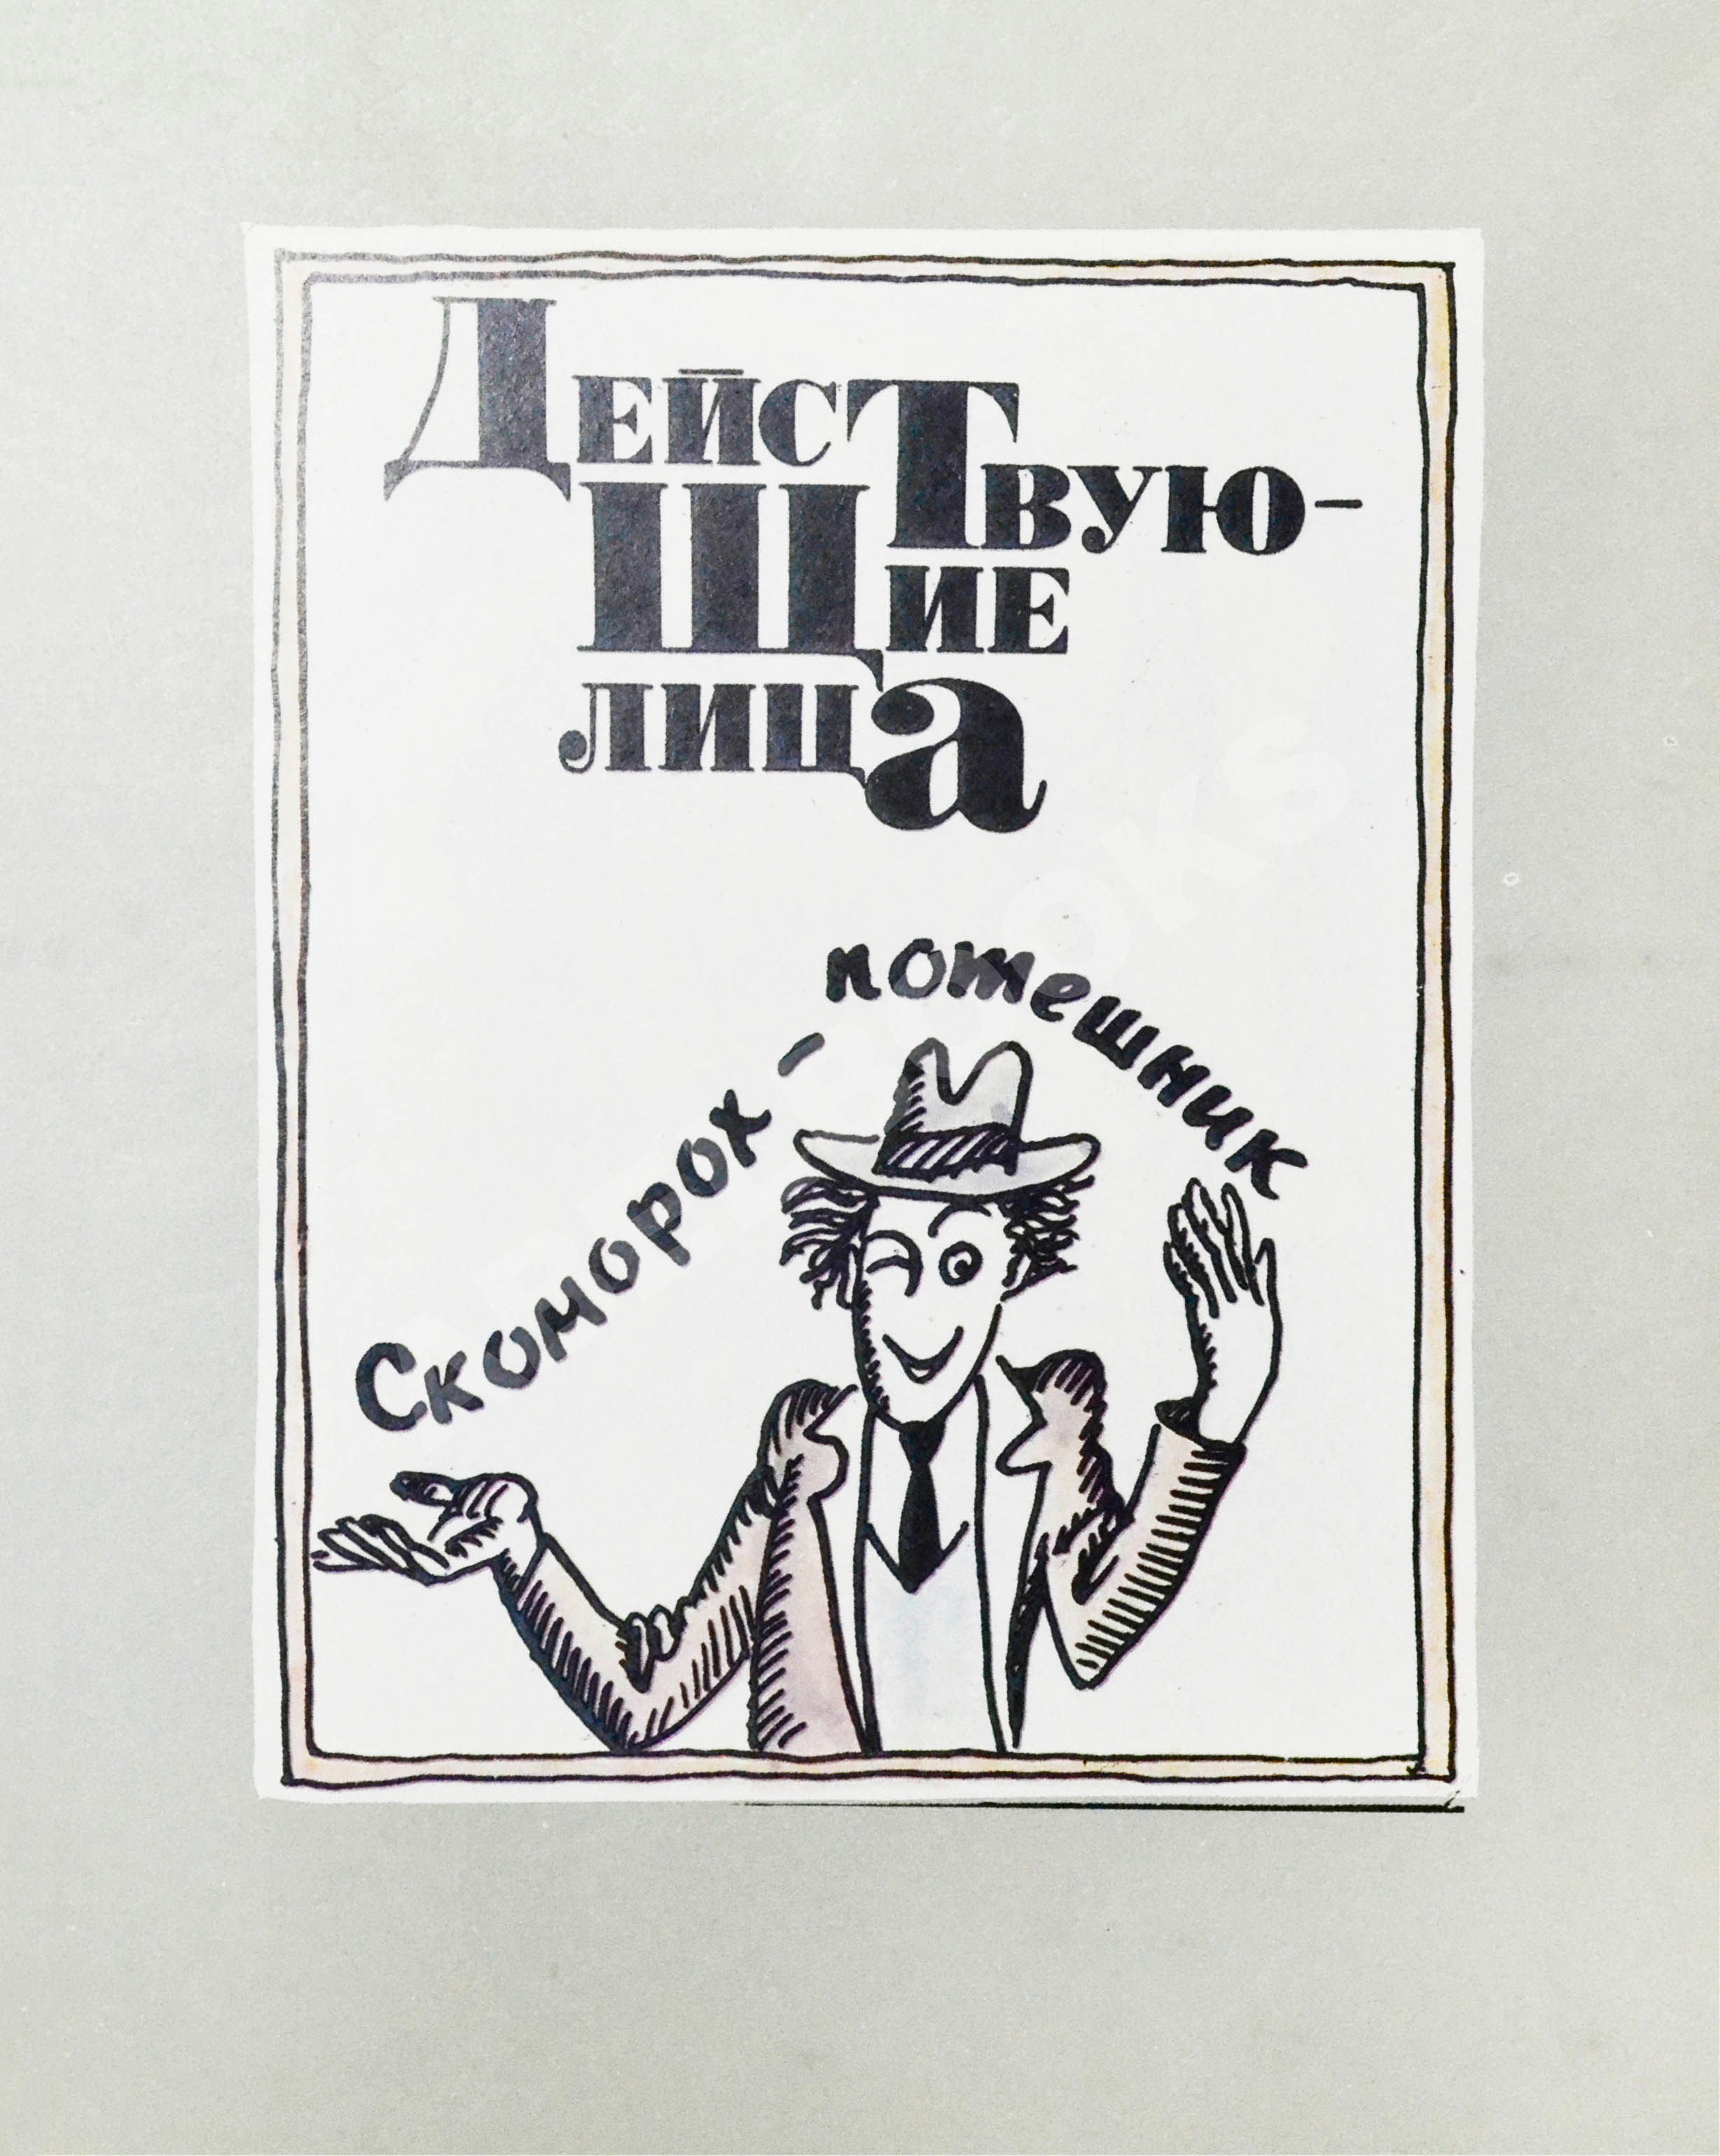 Действую-
щие
лица
Скоморох - потешник